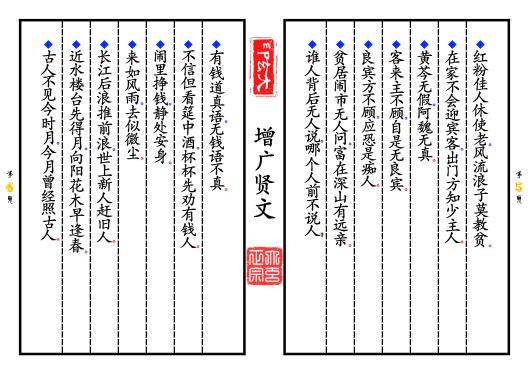 红粉佳人休使老，风流浪子莫教贫。
在家不会迎宾客，出门方知少主人。
黄芩无假，阿魏无真。
客来主不顾，自是无良宾。
良宾方不顾，应恐是痴人。
贫居闹市无人问，富在深山有远亲。
谁人背后无人说，哪个人前不说人。
增广贤文
有钱道真语，无钱语不真。
不信但看筵中酒，杯杯先劝有钱人。
闹里挣钱，静处安身。
来如风雨，去似微尘。
长江后浪推前浪，世上新人赶旧人。
近水楼台先得月，向阳花木早逢春。
古人不见今时月，今月曾经照古人。